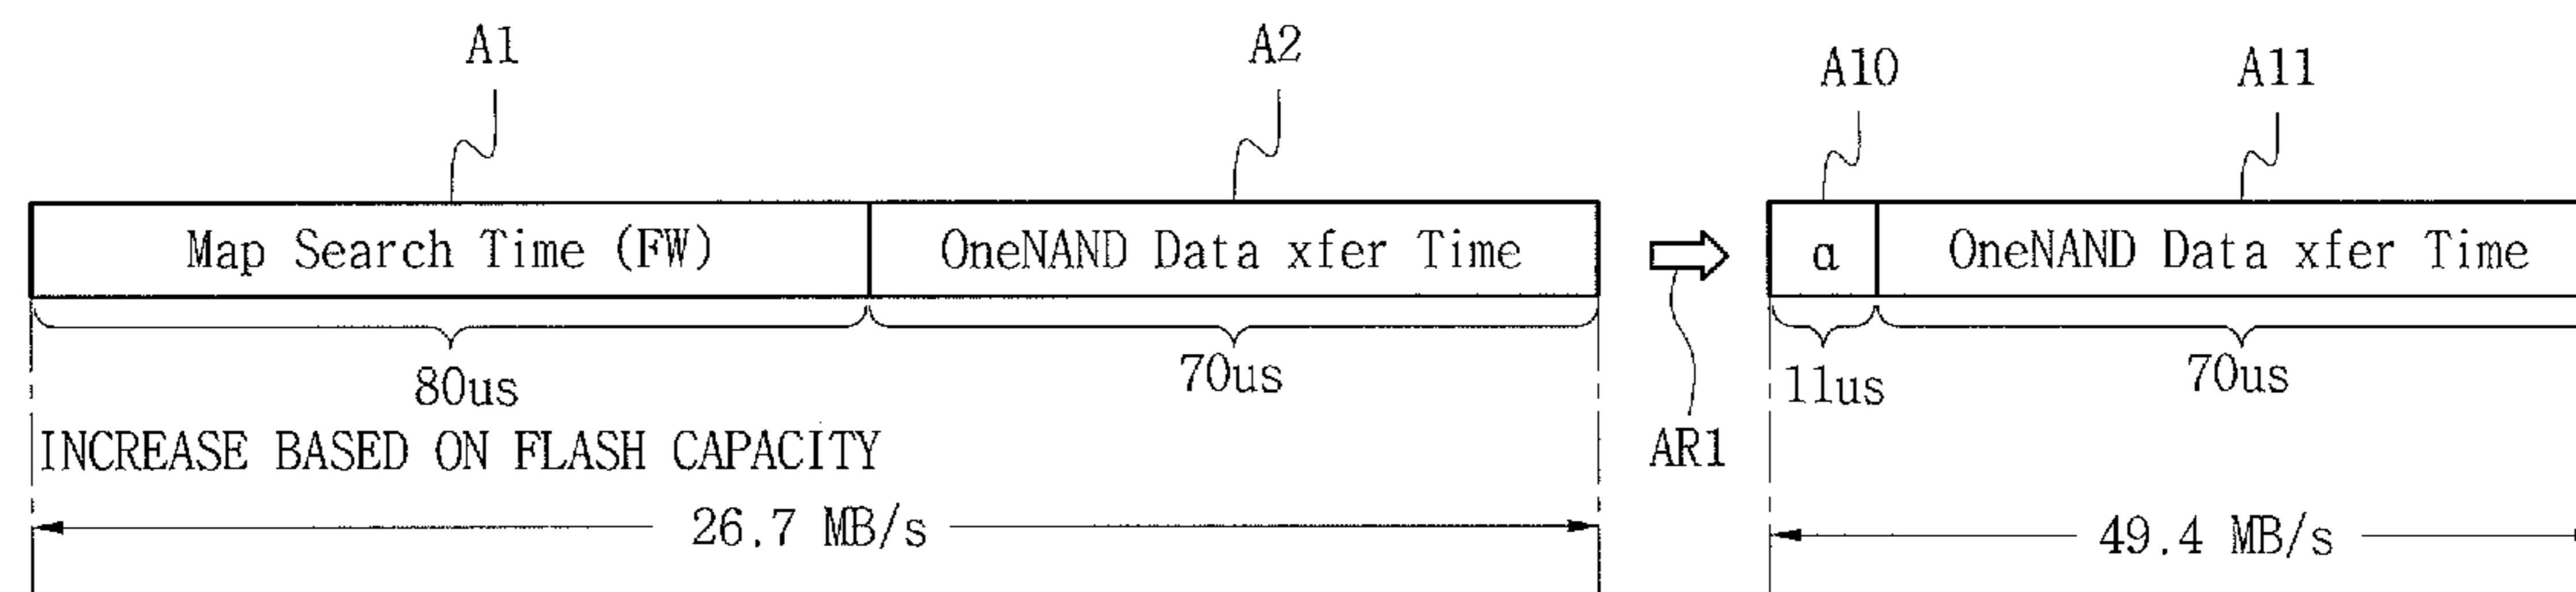 A1
A2
A10
A11
Map Search Time (FW)
OneNAND Data xfer Time
α
OneNAND Data xfer Time
80us
70us
11us
70us
INCREASE BASED ON FLASH CAPACITY
AR1
26.7 MB/s
49.4 MB/s